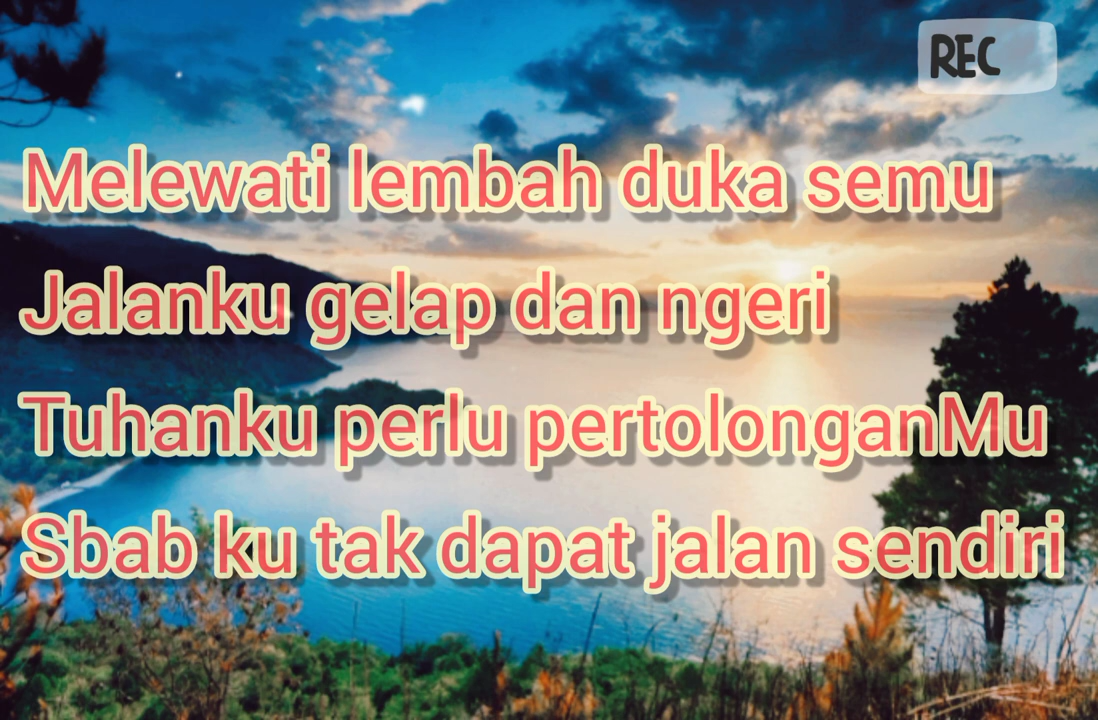 REC
Melewati lembah duka semu
Jalanku gelap dan ngeri
Tuhanku perlu pertolonganMu
Sbab ku tak dapat jalan sendiri